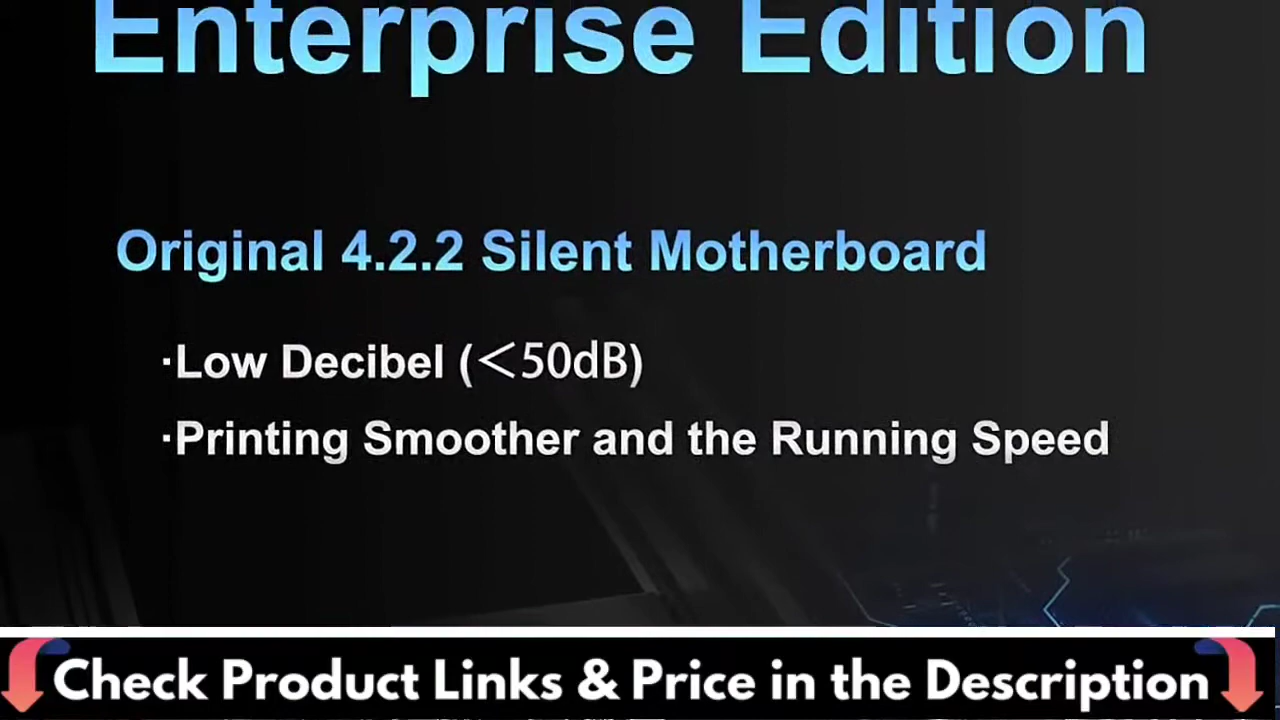 Enterprise Edition
Original 4.2.2 Silent Motherboard
·Low Decibel (＜50dB)
·Printing Smoother and the Running Speed
Check Product Links & Price in the Description